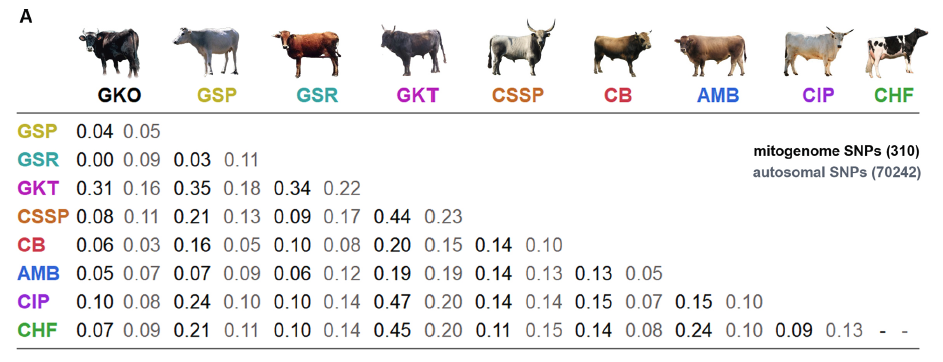 A
GKO GSP GSR GKT CSSP CB AMB CIP CHF
GSP 0.04 0.05
GSR 0.00 0.09 0.03 0.11
mitogenome SNPs (310)
autosomal SNPs (70242)
GKT 0.31 0.16 0.35 0.18 0.34 0.22
CSSP 0.08 0.11 0.21 0.13 0.09 0.17 0.44 0.23
CB 0.06 0.03 0.16 0.05 0.10 0.08 0.20 0.15 0.14 0.10
AMB 0.05 0.07 0.07 0.09 0.06 0.12 0.19 0.19 0.14 0.13 0.13 0.05
CIP 0.10 0.08 0.24 0.10 0.10 0.14 0.47 0.20 0.14 0.14 0.15 0.07 0.15 0.10
CHF 0.07 0.09 0.21 0.11 0.10 0.14 0.45 0.20 0.11 0.15 0.14 0.08 0.24 0.10 0.09 0.13 - -